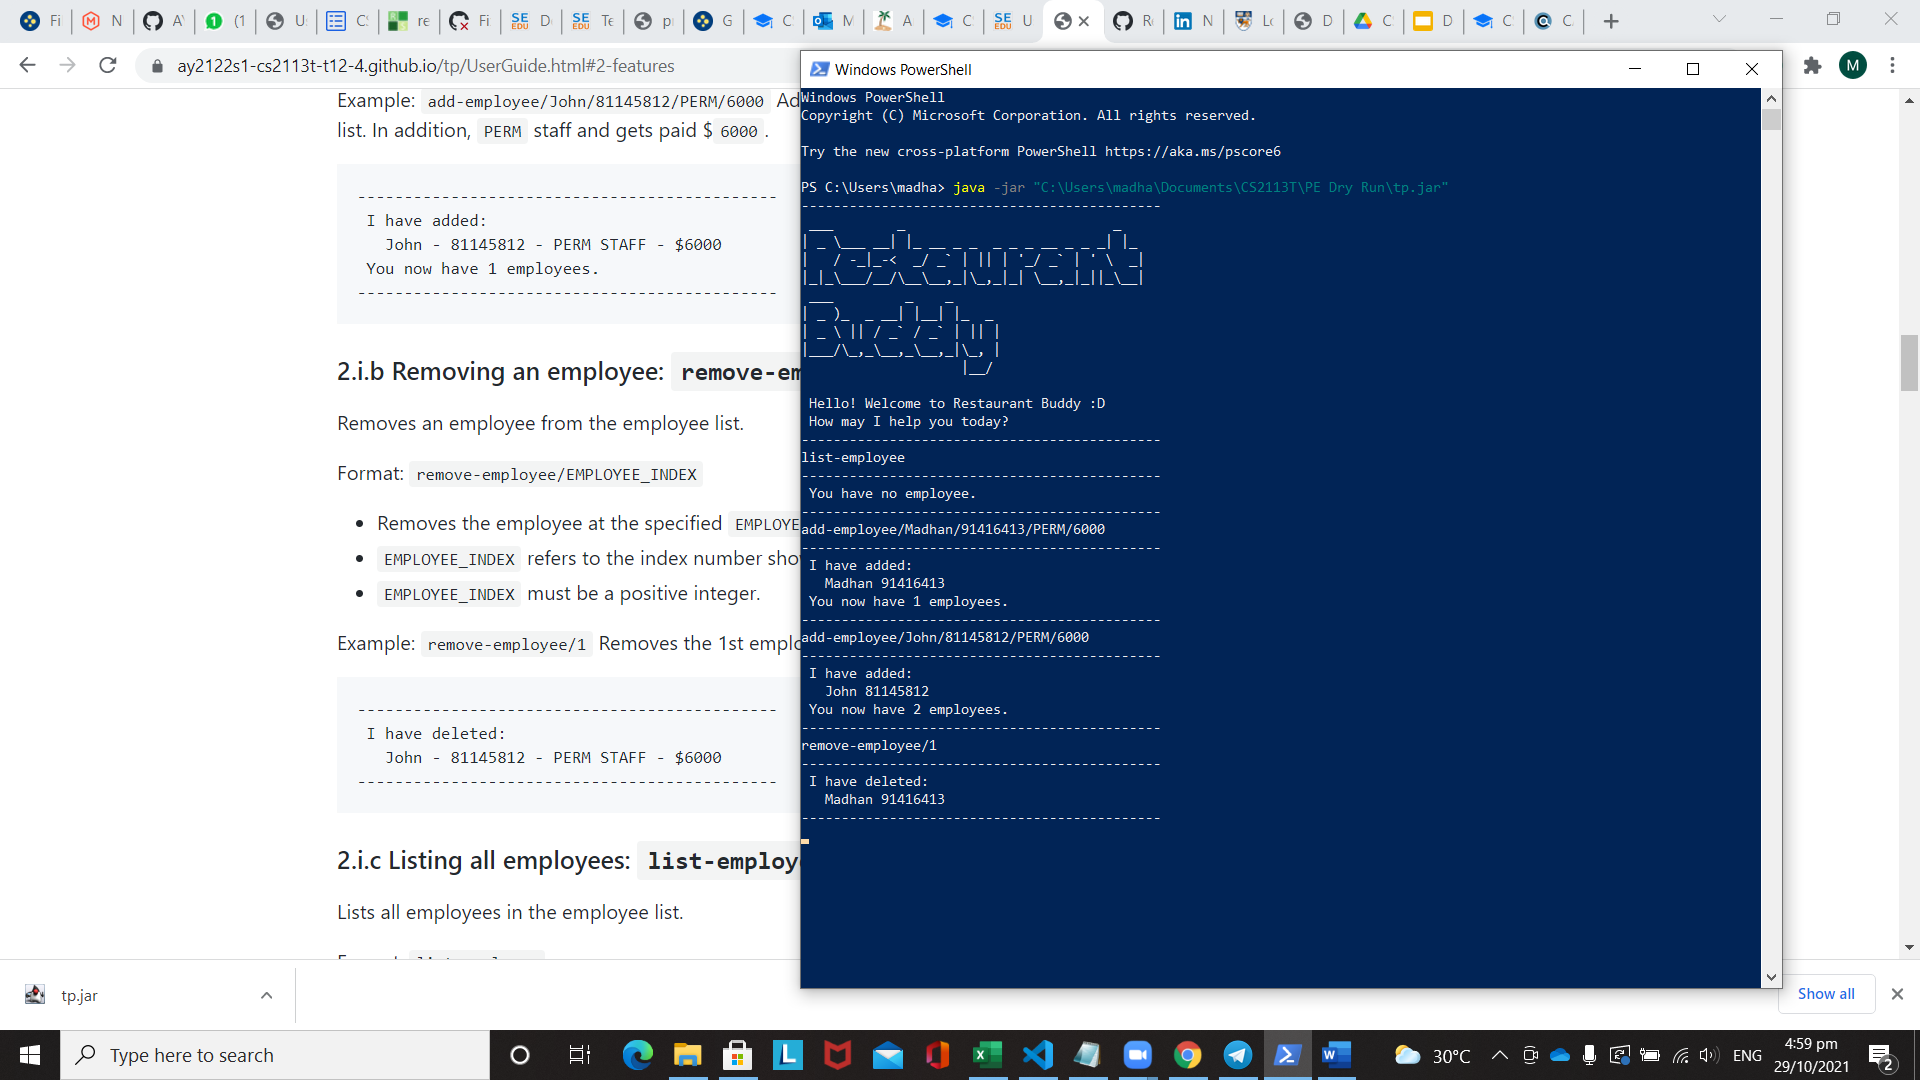 Fi
N
A\
(1
U
CS
re
Fi
D
Te
p
G
C
M
A
C
U
R
N
Lo
D
C
D
C
C
ay2122s1-cs2113t-t12-4.github.io/tp/UserGuide.html#2-features
M
Example: add-employee/John/81145812/PERM/6000 Ad
list. In addition, PERM staff and gets paid $ 6000 .
--------------------------------------------
I have added:
John - 81145812 - PERM STAFF - $6000
You now have 1 employees.
--------------------------------------------
2.i.b Removing an employee: remove-em
Removes an employee from the employee list.
Format: remove-employee/EMPLOYEE_INDEX
• Removes the employee at the specified EMPLOYE
• EMPLOYEE_INDEX refers to the index number sho
• EMPLOYEE_INDEX must be a positive integer.
Example: remove-employee/1 Removes the 1st emplo
--------------------------------------------
I have deleted:
John - 81145812 - PERM STAFF - $6000
--------------------------------------------
2.i.c Listing all employees: list-employe
Lists all employees in the employee list.
Windows PowerShell
Windows PowerShell
Copyright (C) Microsoft Corporation. All rights reserved.
Try the new cross-platform PowerShell https://aka.ms/pscore6
PS C:\Users\madha> java -jar "C:\Users\madha\Documents\CS2113T\PE Dry Run\tp.jar"
---------------------------------------------
Restaurant
Buddy
Hello! Welcome to Restaurant Buddy :D
How may I help you today?
---------------------------------------------
list-employee
---------------------------------------------
You have no employee.
---------------------------------------------
add-employee/Madhan/91416413/PERM/6000
---------------------------------------------
I have added:
Madhan 91416413
You now have 1 employees.
---------------------------------------------
add-employee/John/81145812/PERM/6000
---------------------------------------------
I have added:
John 81145812
You now have 2 employees.
---------------------------------------------
remove-employee/1
---------------------------------------------
I have deleted:
Madhan 91416413
---------------------------------------------
tp.jar
Show all
Type here to search
30°C
ENG
4:59 pm
29/10/2021
2